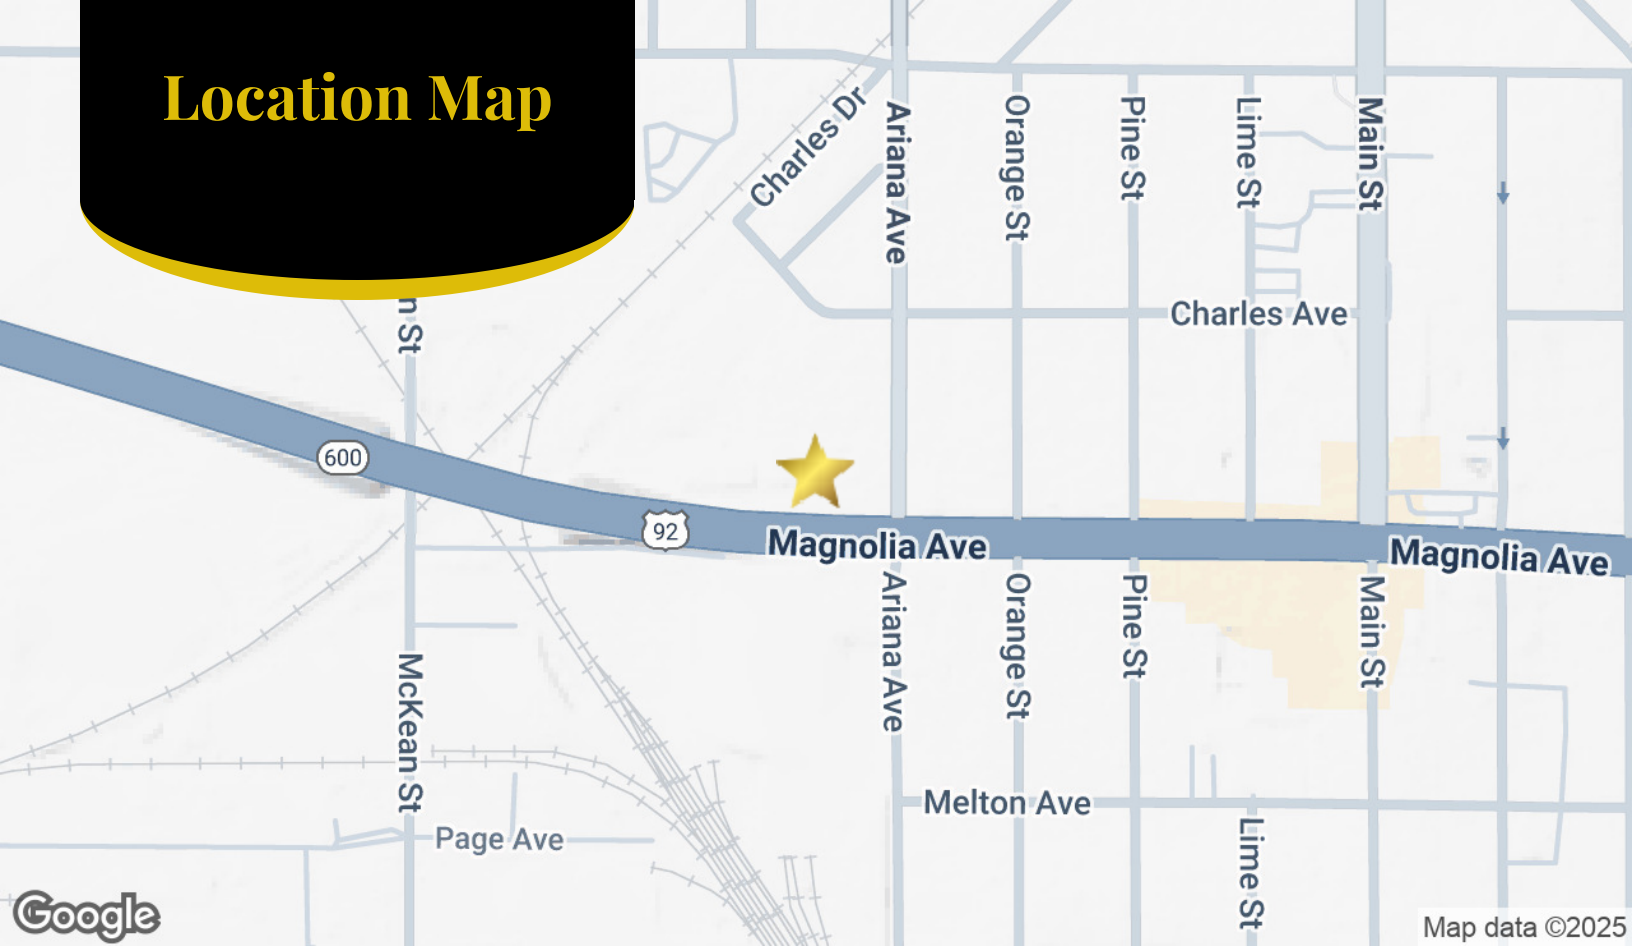 Location Map
Charles Dr
Ariana Ave
Orange St
Pine St
Lime St
Main St
Charles Ave
n St
600
92
Magnolia Ave
Magnolia Ave
Ariana Ave
Orange St
Pine St
Main St
McKean St
Melton Ave
Page Ave
Lime St
Google
Map data ©2025